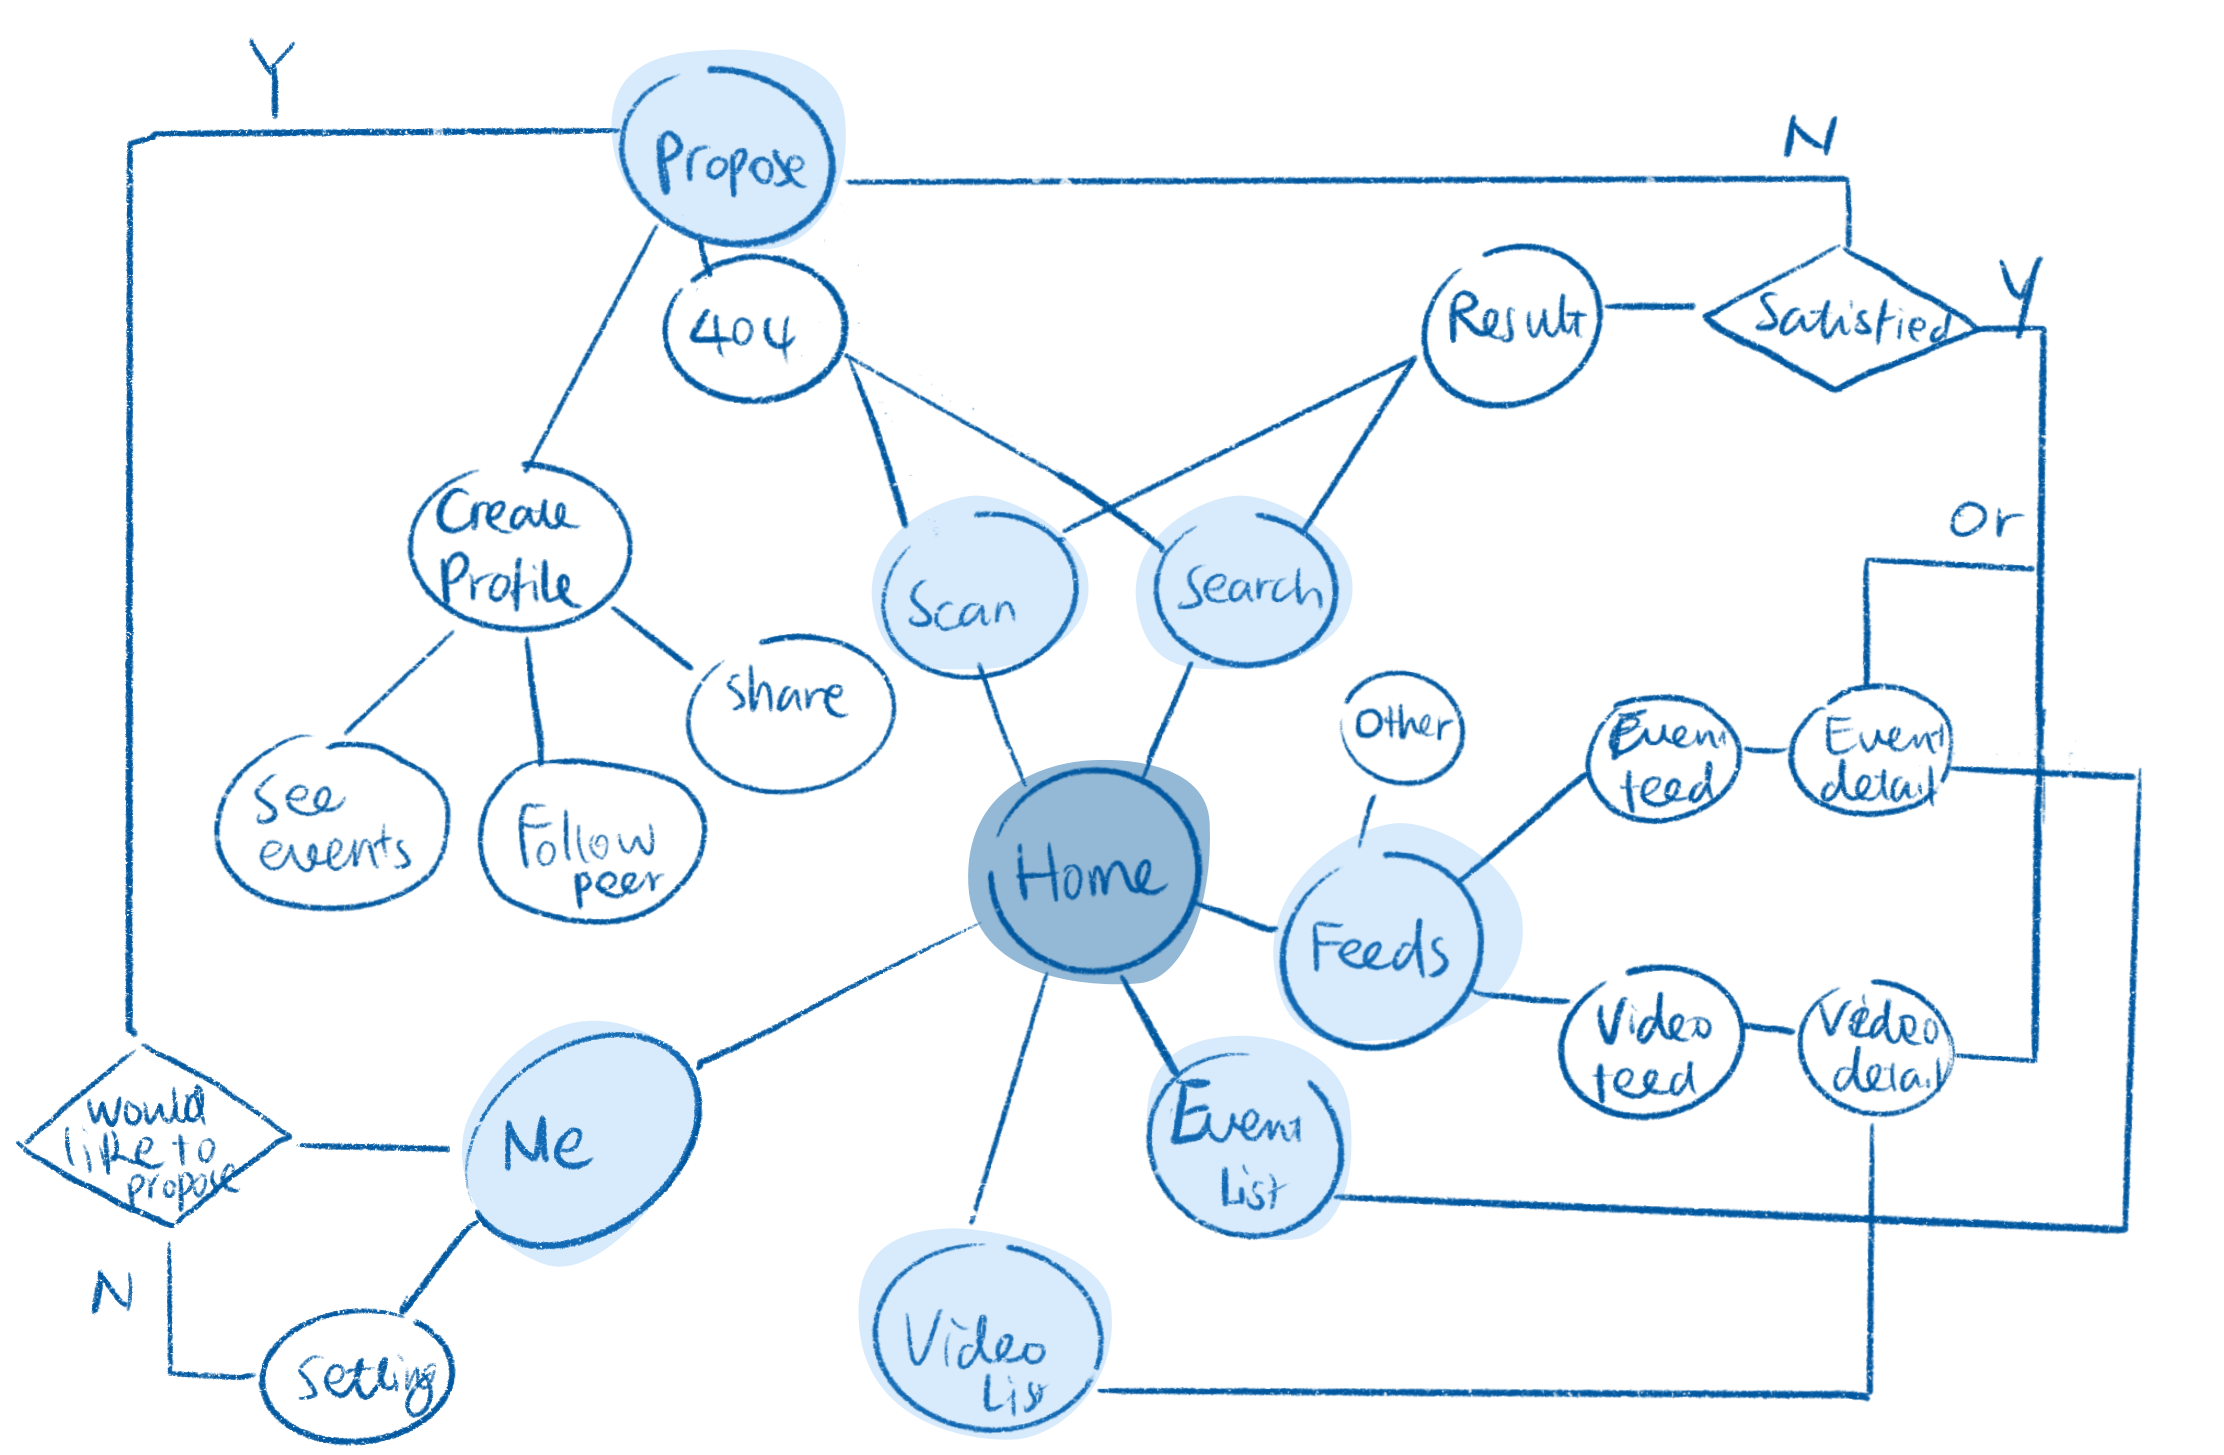 Y
Propose
N
404
Result
Satisfied
Y
Create
Profile
Or
Scan
Search
Share
Other
Event
feed
Event
detail
See
events
Follow
peer
Home
Feeds
Video
feed
Video
detail
Would
like to
propose
Me
Event
List
N
Setting
Video
List